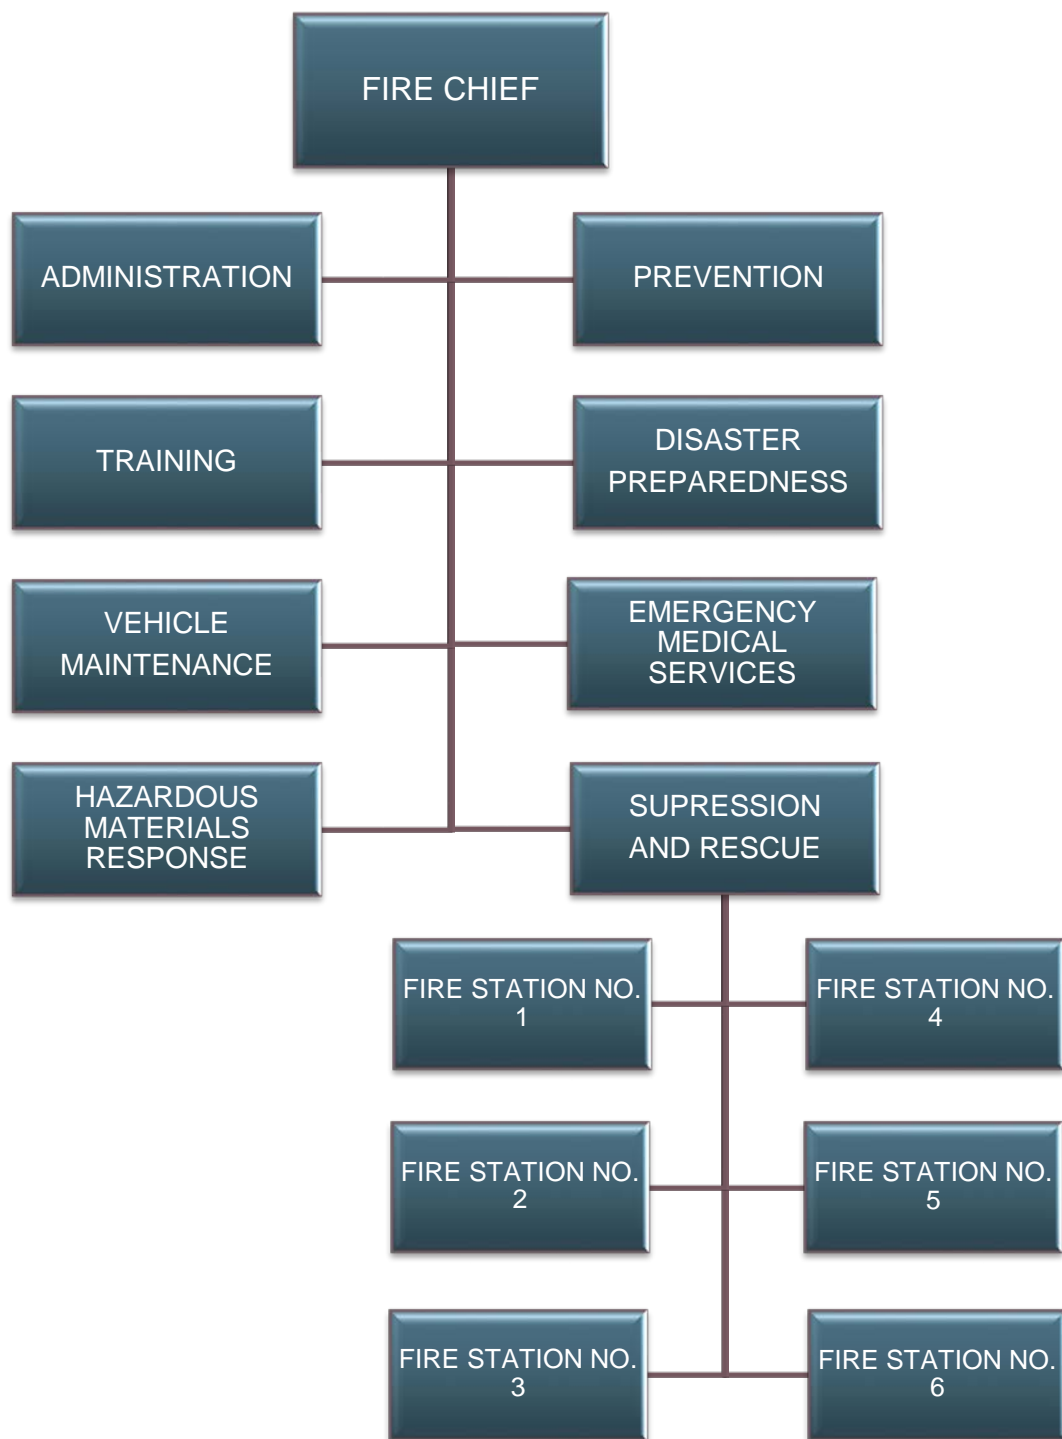 FIRE CHIEF
ADMINISTRATION
PREVENTION
TRAINING
DISASTER
PREPAREDNESS
VEHICLE
MAINTENANCE
EMERGENCY
MEDICAL
SERVICES
HAZARDOUS
MATERIALS
RESPONSE
SUPRESSION
AND RESCUE
FIRE STATION NO.
1
FIRE STATION NO.
4
FIRE STATION NO.
2
FIRE STATION NO.
5
FIRE STATION NO.
3
FIRE STATION NO.
6